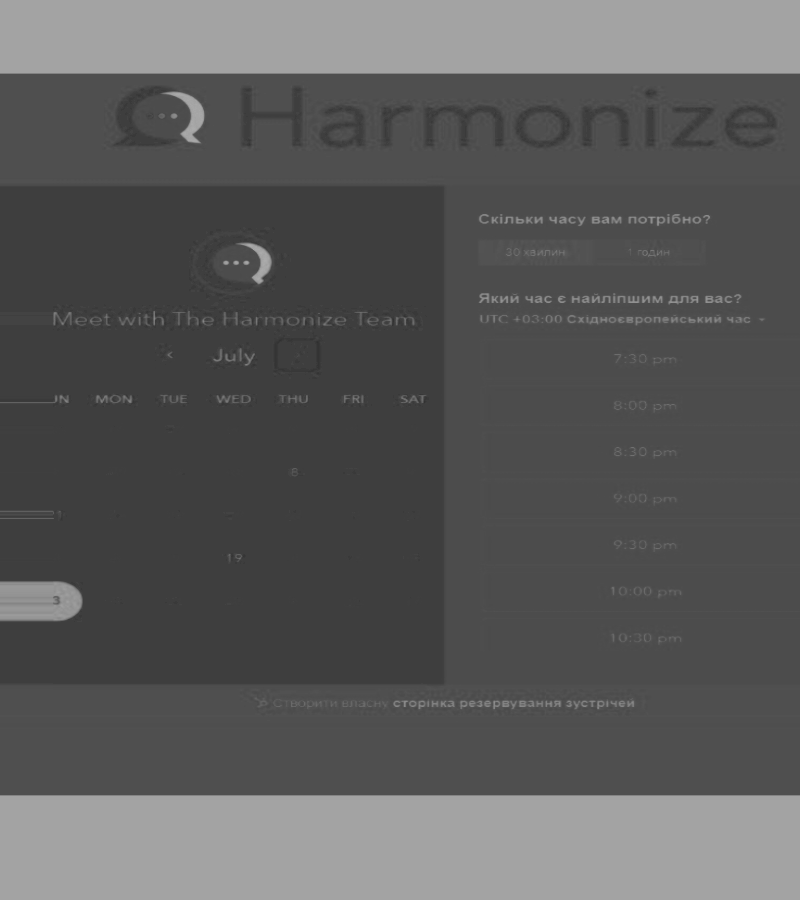 Harmonize
Meet with The Harmonize Team
July
MON TUE WED THU FRI SAT
8
19
3
Скільки часу вам потрібно?
30 хвилин 1 годин
Який час є найліпшим для вас?
UTC +03:00 Східноєвропейський час
7:30 pm
8:00 pm
8:30 pm
9:00 pm
9:30 pm
10:00 pm
10:30 pm
Створити власну сторінка резервування зустрічей